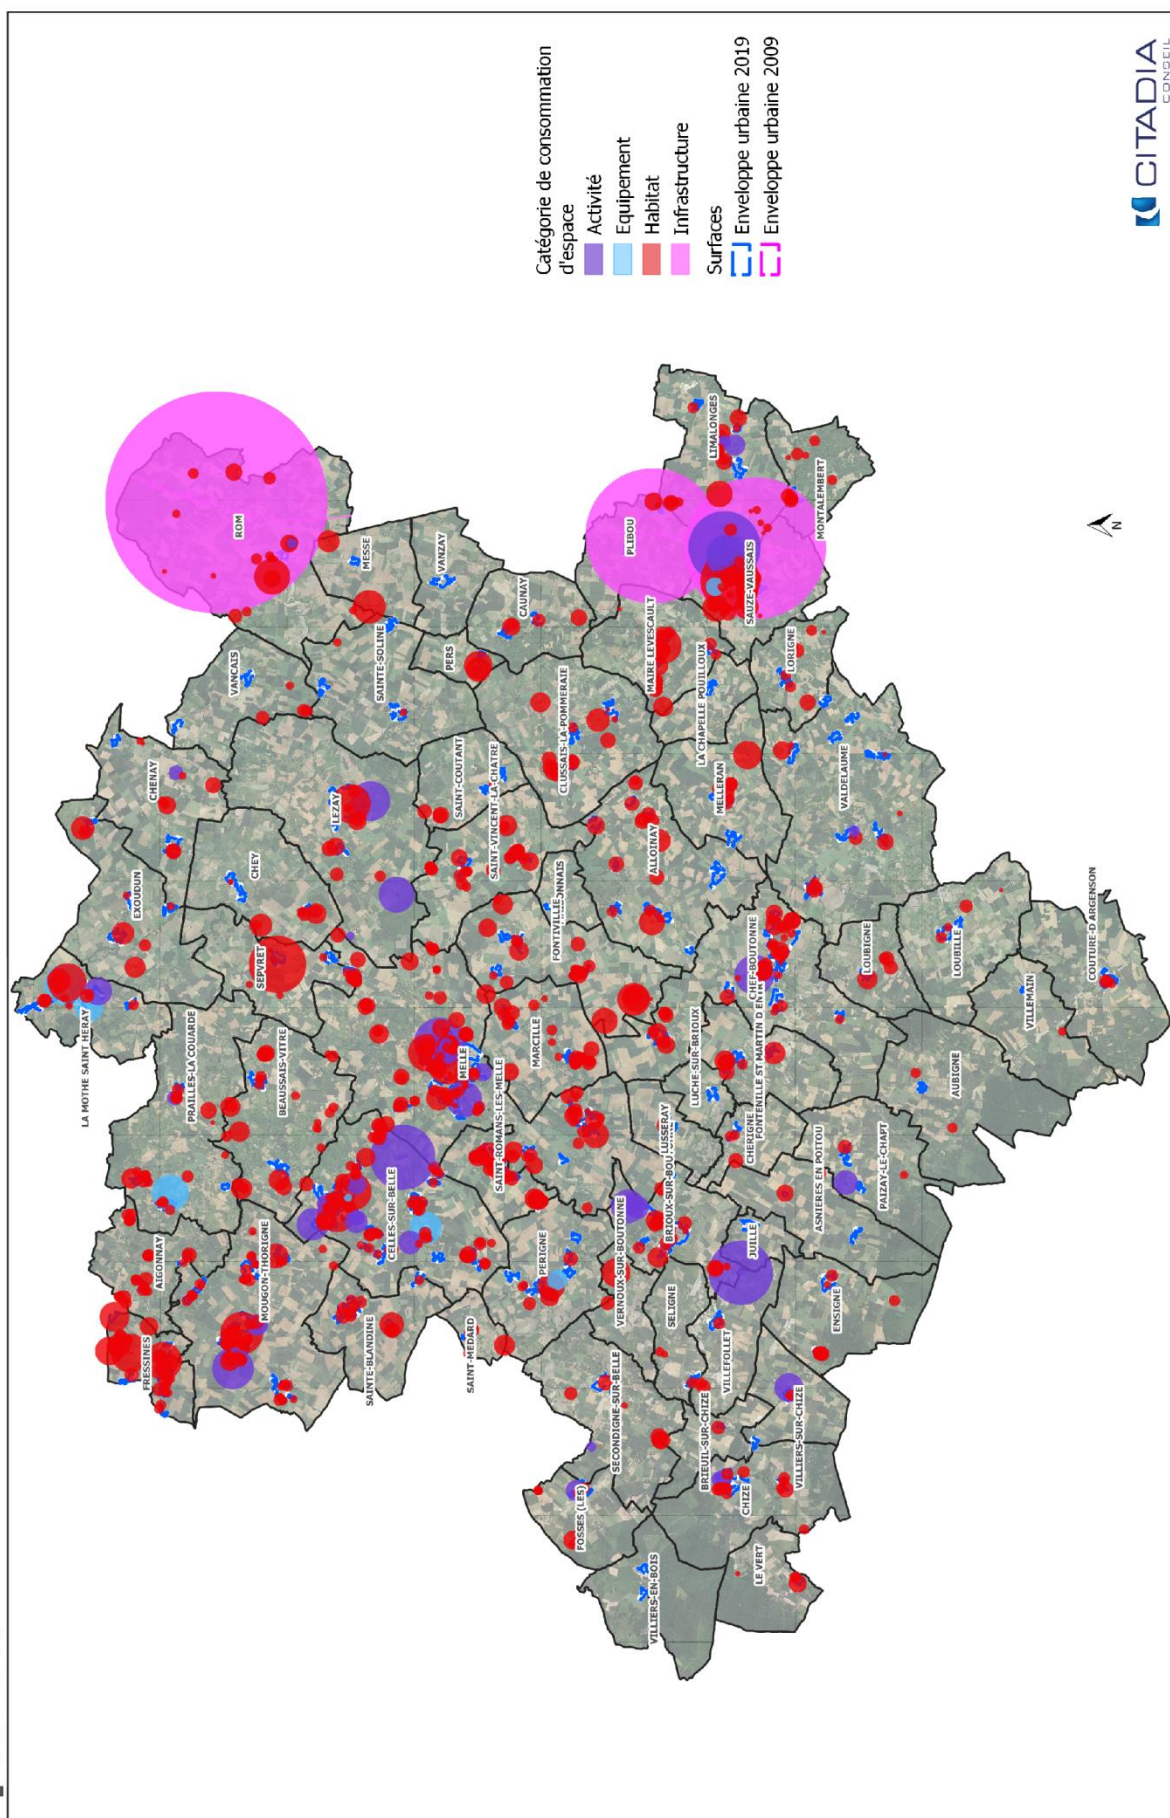 Catégorie de consommation
d'espace
Activité
Equipement
Habitat
Infrastructure
Surfaces
Enveloppe urbaine 2019
Enveloppe urbaine 2009
CITADIA
CONSEIL
N
LA MOTHE SAINT HERAY
EXOUDUN
CHENAY
ROM
VANCAIS
FRESSINES
AIGONNAY
PRAILLES-LA COUARDE
SEPVRET
CHEY
MOUGON-THORIGNE
BEAUSSAIS-VITRE
LEZAY
MESSE
SAINTE-SOLINE
VANZAY
SAINTE-BLANDINE
CELLES-SUR-BELLE
MELLE
SAINT-COUTANT
PERS
SAINT-MEDARD
SAINT-ROMANS-LES-MELLE
SAINT-VINCENT-LA-CHATRE
CAUNAY
PERIGNE
MARCILLE
FONTIVILLIE
CLUSSAIS-LA-POMMERAIE
FOSSES (LES)
SECONDIGNE-SUR-BELLE
VERNOUX-SUR-BOUTONNE
ALLOINAY
MAIRE LEVESCAULT
PLIBOU
VILLIERS-EN-BOIS
SELIGNE
BRIOUX-SUR-BOU
LUSSERAY
LUCHE-SUR-BRIOUX
LA CHAPELLE POUILLOUX
LIMALONGES
BRIEUIL-SUR-CHIZE
VILLEFOLLET
JUILLE
CHERIGNE
CHEF-BOUTONNE
FONTENILLE ST MARTIN D ENTR
MELLERAN
SAUZE-VAUSSAIS
LE VERT
CHIZE
VILLIERS-SUR-CHIZE
LORIGNE
MONTALEMBERT
ENSIGNE
ASNIERES EN POITOU
VALDELAUME
PAIZAY-LE-CHAPT
LOUBIGNE
AUBIGNE
LOUBILLE
VILLEMAIN
COUTURE-D ARGENSON